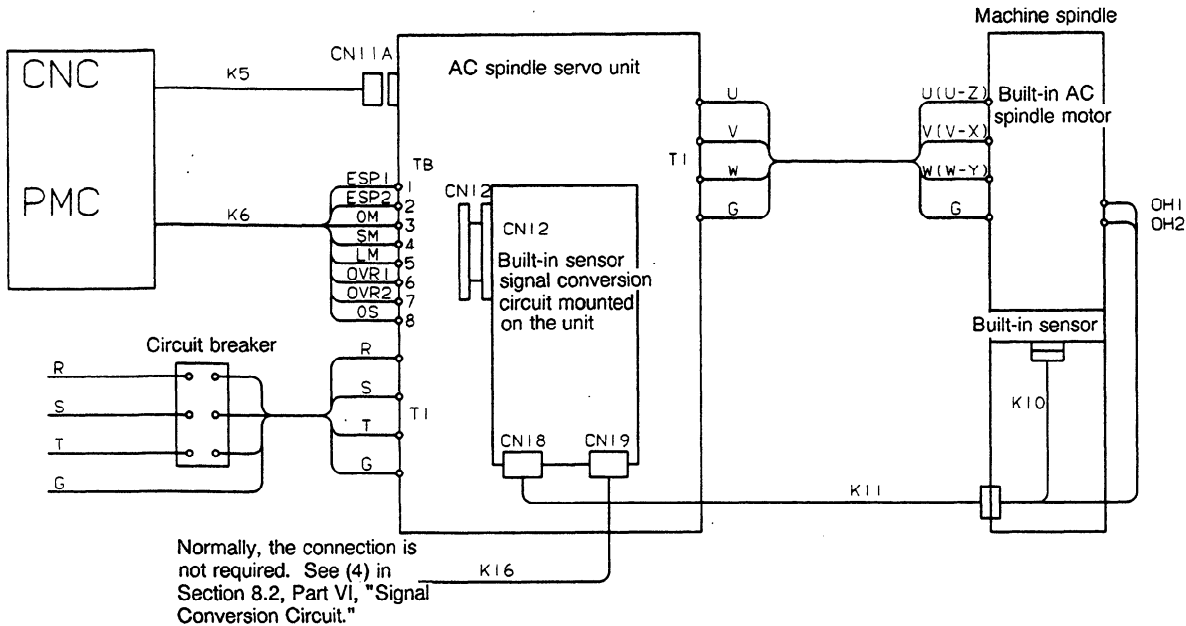 Machine spindle
CNC
K5
CN11A
AC spindle servo unit
U
V
W
G
T1
U(U-Z)
V(V-X)
W(W-Y)
G
Built-in AC
spindle motor
OH1
OH2
PMC
K6
TB
ESP1 1
ESP2 2
OM 3
SM 4
LM 5
OVR1 6
OVR2 7
OS 8
CN12
CN12
Built-in sensor
signal conversion
circuit mounted
on the unit
Built-in sensor
K10
Circuit breaker
R
S
T
G
R
S
T
G
T1
CN18
CN19
K11
K16
Normally, the connection is
not required. See (4) in
Section 8.2, Part VI, "Signal
Conversion Circuit."